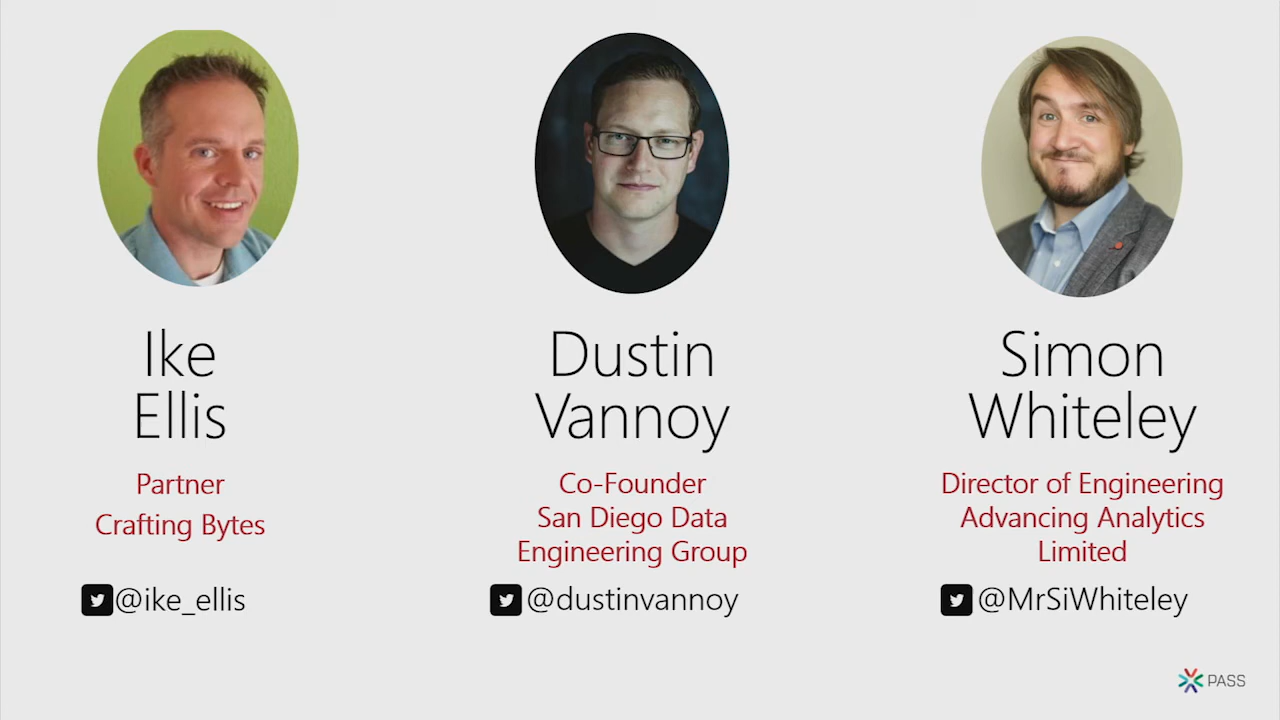 Ike
Ellis
Partner
Crafting Bytes
@ike_ellis
Dustin
Vannoy
Co-Founder
San Diego Data
Engineering Group
@dustinvannoy
Simon
Whiteley
Director of Engineering
Advancing Analytics
Limited
@MrSiWhiteley
PASS